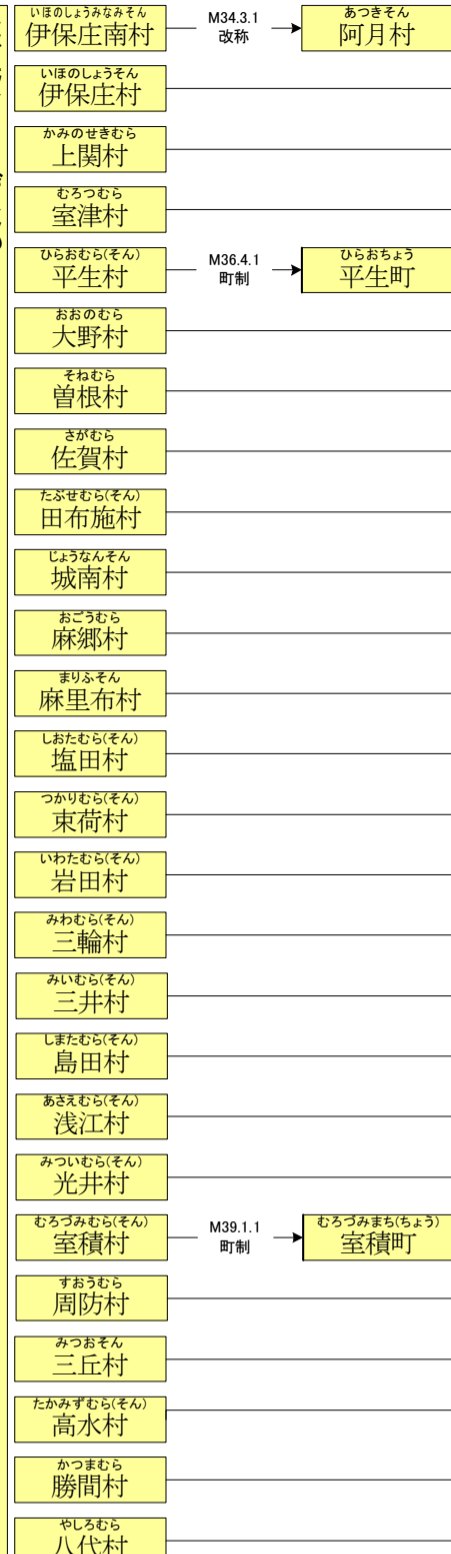 いほのしょうみなみそん
伊保庄南村
M34.3.1
改称
あつきそん
阿月村
いほのしょうそん
伊保庄村
かみのせきむら
上関村
むろつむら
室津村
ひらおむら(そん)
平生村
M36.4.1
町制
ひらおちょう
平生町
おおのむら
大野村
そねむら
曽根村
さがむら
佐賀村
たぶせむら(そん)
田布施村
じょうなんそん
城南村
おごうむら
麻郷村
まりふそん
麻里布村
しおたむら(そん)
塩田村
つかりむら(そん)
束荷村
いわたむら(そん)
岩田村
みわむら(そん)
三輪村
みいむら(そん)
三井村
しまたむら(そん)
島田村
あさえむら(そん)
浅江村
みついむら(そん)
光井村
むろづみむら(そん)
室積村
M39.1.1
町制
むろづみまち(ちょう)
室積町
すおうむら
周防村
みつおそん
三丘村
たかみずむら(そん)
高水村
かつまむら
勝間村
やしろむら
八代村